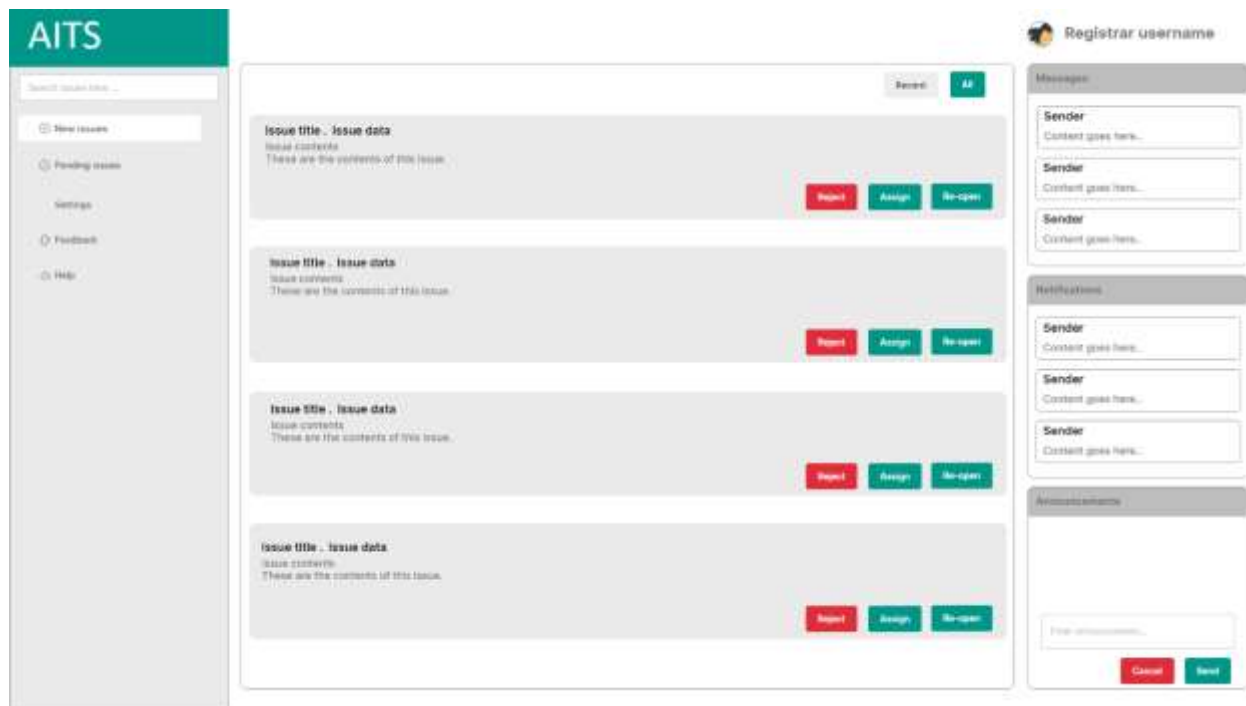 AITS
Search issues title ...
New issues
Pending issues
Settings
Feedback
Help
Recent
All
Issue title . Issue data
Issue contents
These are the contents of this issue.
Reject
Assign
Re-open
Issue title . Issue data
Issue contents
These are the contents of this issue.
Reject
Assign
Re-open
Issue title . Issue data
Issue contents
These are the contents of this issue.
Reject
Assign
Re-open
Issue title . Issue data
Issue contents
These are the contents of this issue.
Reject
Assign
Re-open
Registrar username
Messages
Sender
Content goes here..
Sender
Content goes here..
Sender
Content goes here..
Notifications
Sender
Content goes here..
Sender
Content goes here..
Sender
Content goes here..
Announcements
Enter announcement..
Cancel
Send